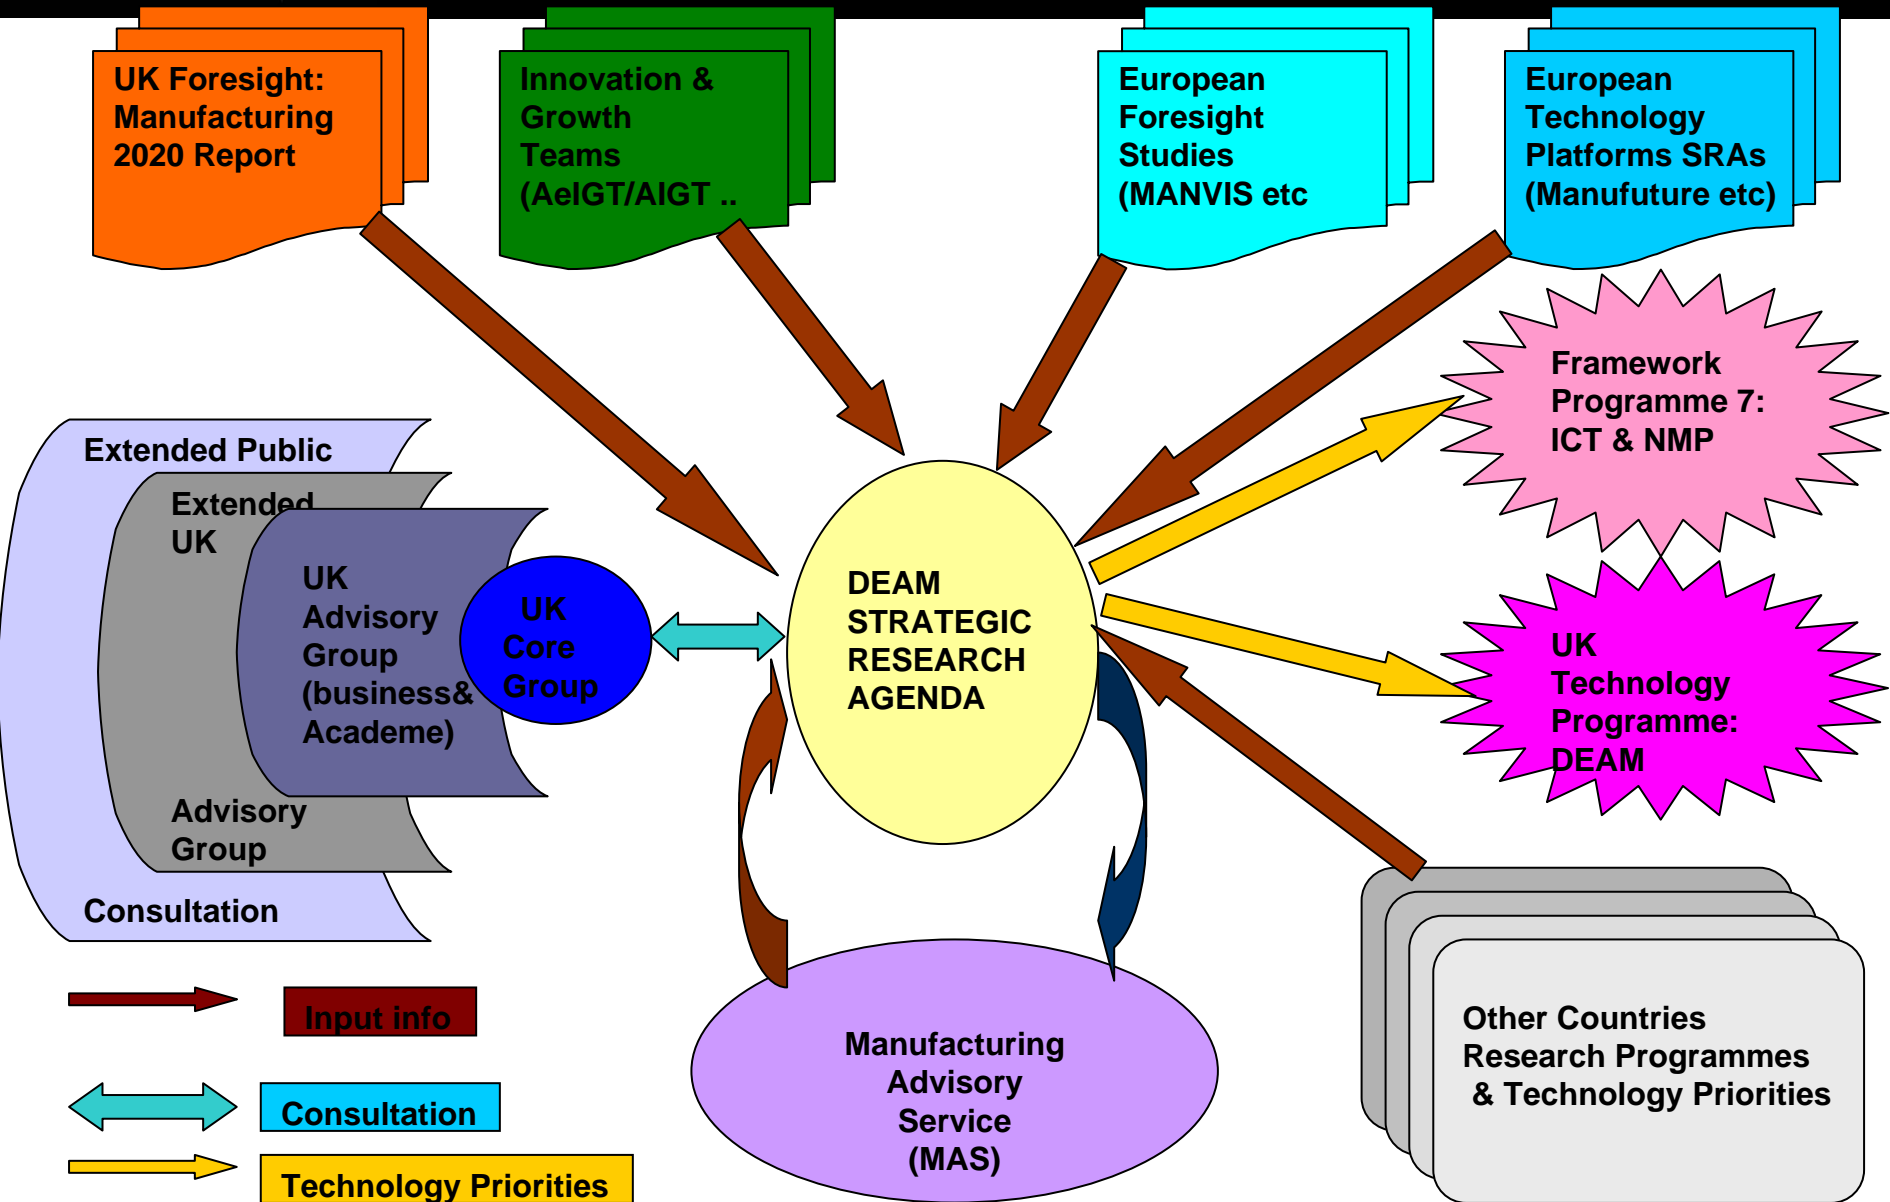 UK Foresight:
Manufacturing
2020 Report
Innovation &
Growth
Teams
(AeIGT/AIGT ..
European
Foresight
Studies
(MANVIS etc
European
Technology
Platforms SRAs
(Manufuture etc)
Framework
Programme 7:
ICT & NMP
Extended Public
Extended
UK
UK
Advisory
Group
(business&
Academe)
UK
Core
Group
DEAM
STRATEGIC
RESEARCH
AGENDA
UK
Technology
Programme:
DEAM
Advisory
Group
Consultation
Input info
Consultation
Technology Priorities
Manufacturing
Advisory
Service
(MAS)
Other Countries
Research Programmes
& Technology Priorities